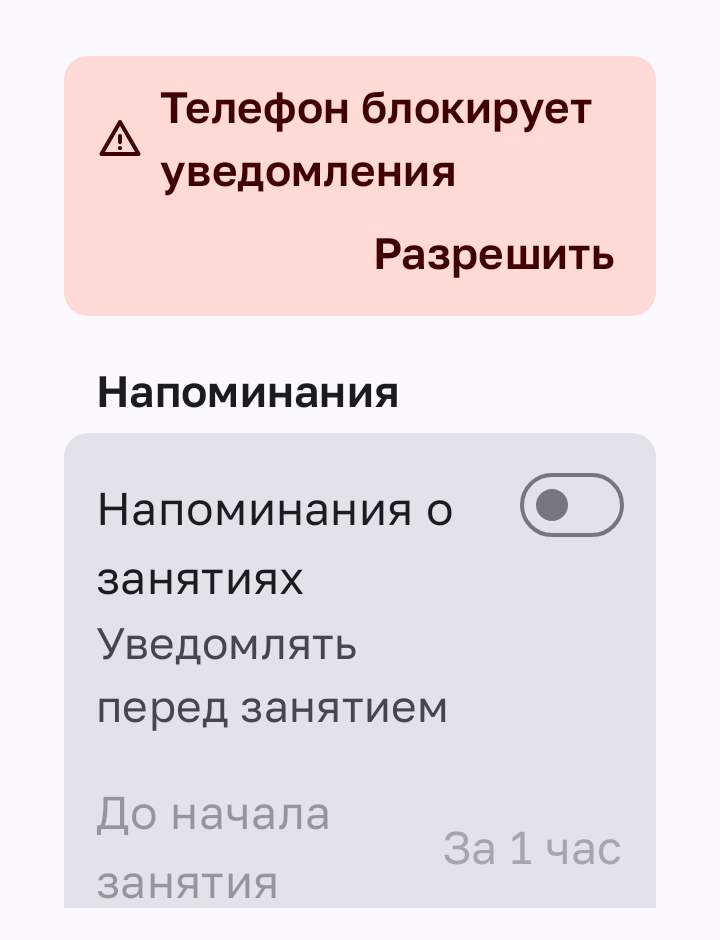 Телефон блокирует
уведомления
Разрешить
Напоминания
Напоминания о
занятиях
Уведомлять
перед занятием
До начала
занятия
За 1 час